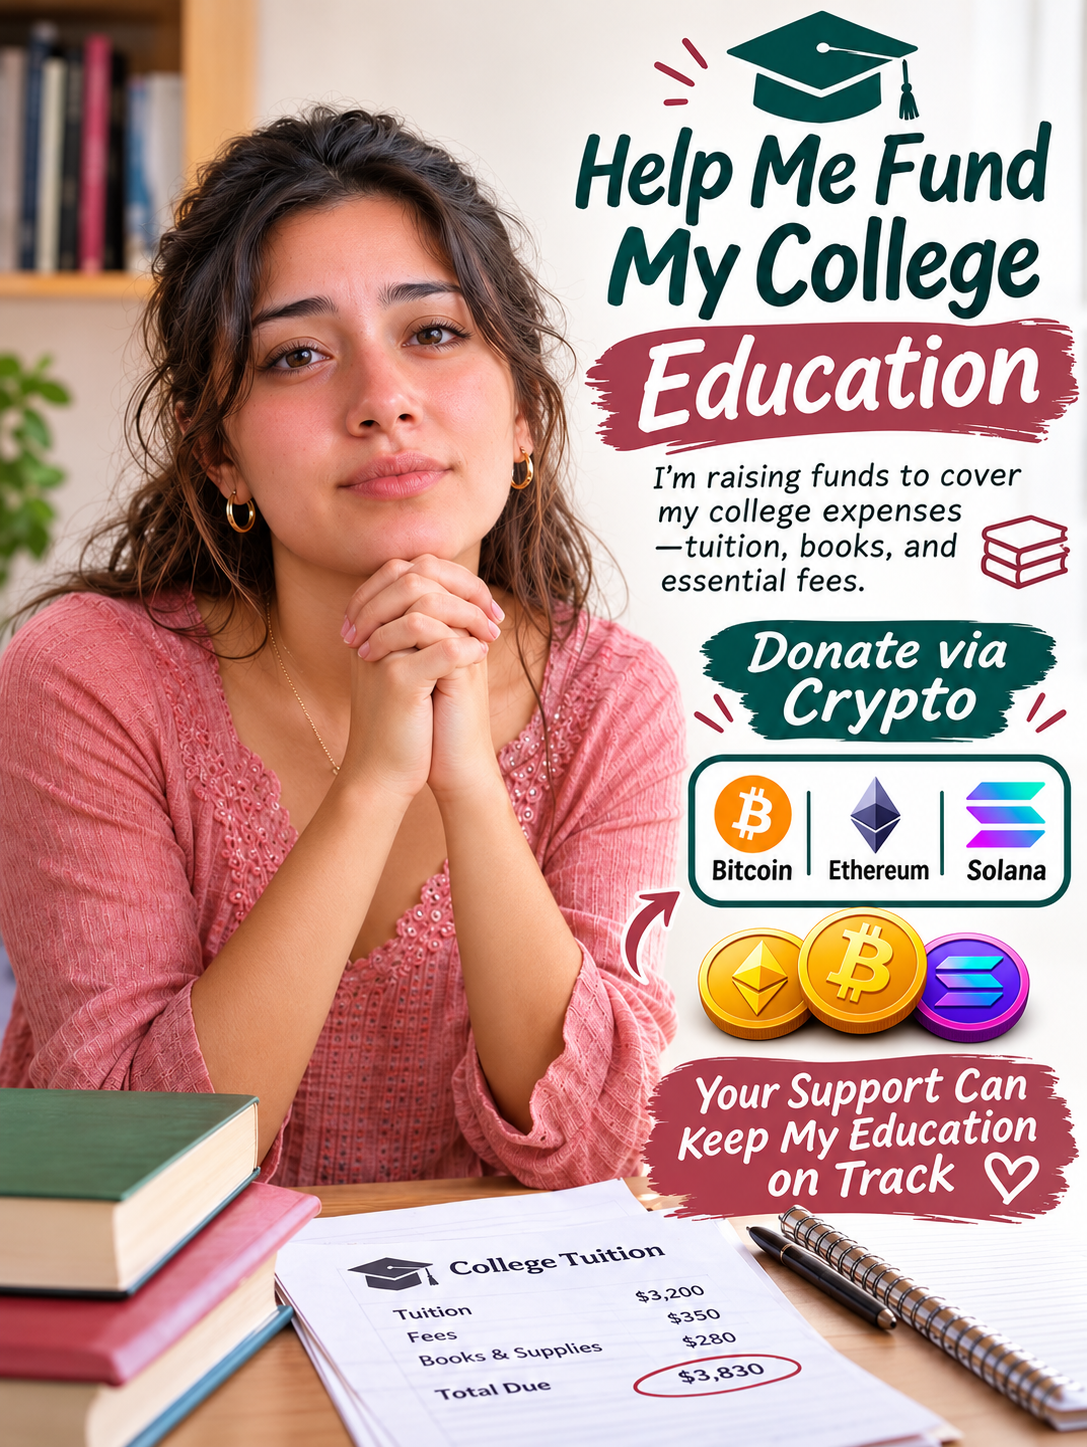 Help Me Fund
My College
Education
I'm raising funds to cover
my college expenses
—tuition, books, and
essential fees.
Donate via
Crypto
Bitcoin
Ethereum
Solana
Your Support Can
Keep My Education
on Track
College Tuition
Tuition $3,200
Fees $350
Books & Supplies $280
Total Due $3,830